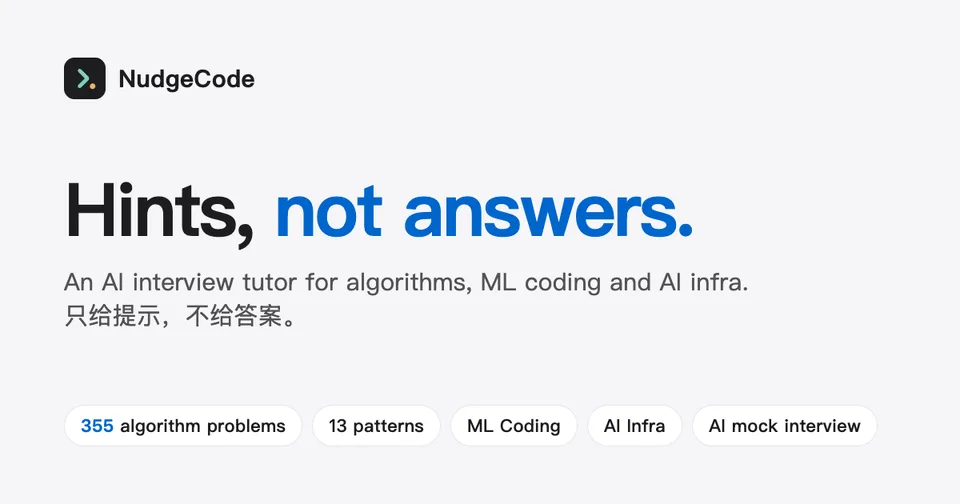 NudgeCode
Hints, not answers.
An AI interview tutor for algorithms, ML coding and AI infra.
只给提示，不给答案。
355 algorithm problems
13 patterns
ML Coding
AI Infra
AI mock interview